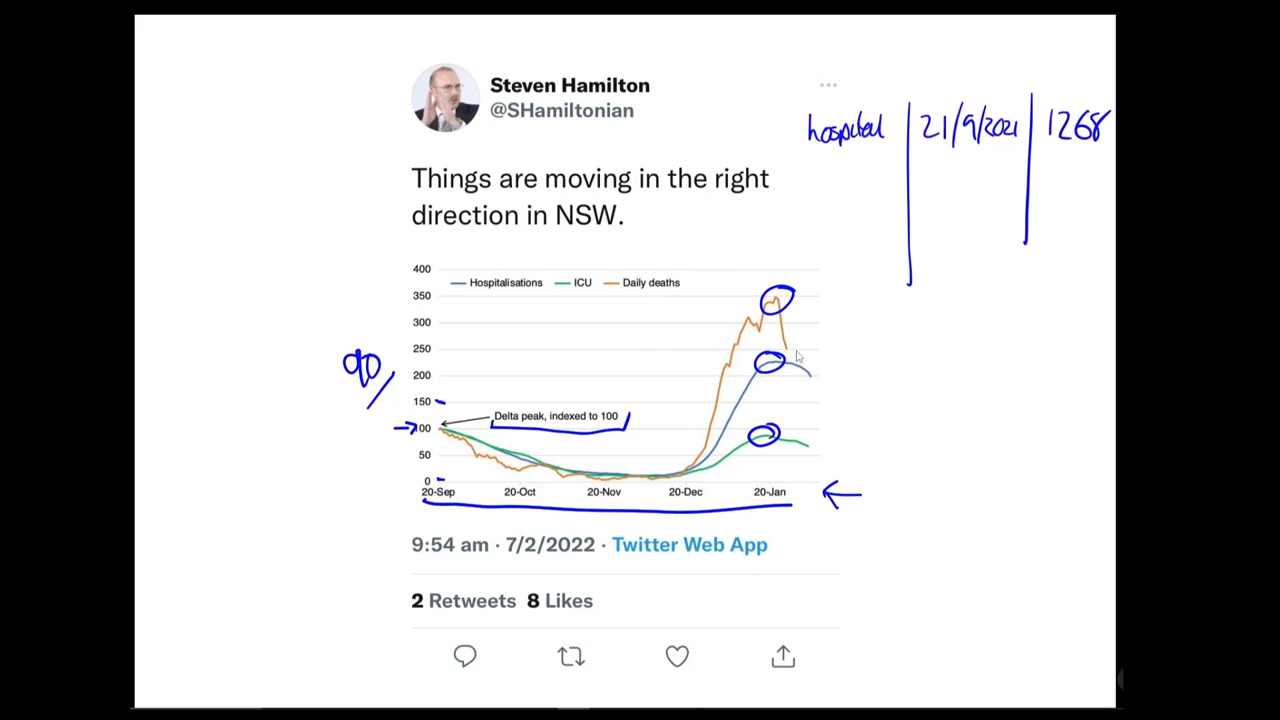 Steven Hamilton
@SHamiltonian
hospital 21/9/2021 1268
Things are moving in the right
direction in NSW.
400
Hospitalisations ICU Daily deaths
350
300
250
%
200
150
Delta peak, indexed to 100
100
50
0
20-Sep 20-Oct 20-Nov 20-Dec 20-Jan
9:54 am · 7/2/2022 · Twitter Web App
2 Retweets 8 Likes